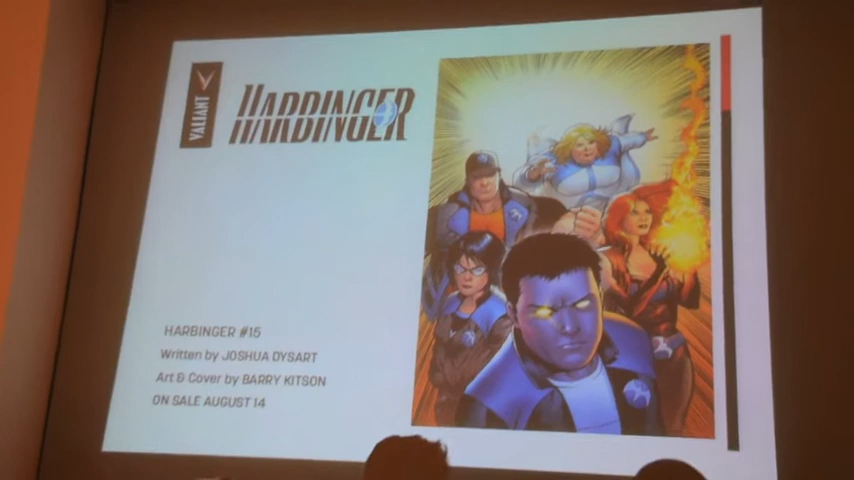 VALIANT
HARBINGER
HARBINGER #15
Written by JOSHUA DYSART
Art & Cover by BARRY KITSON
ON SALE AUGUST 14